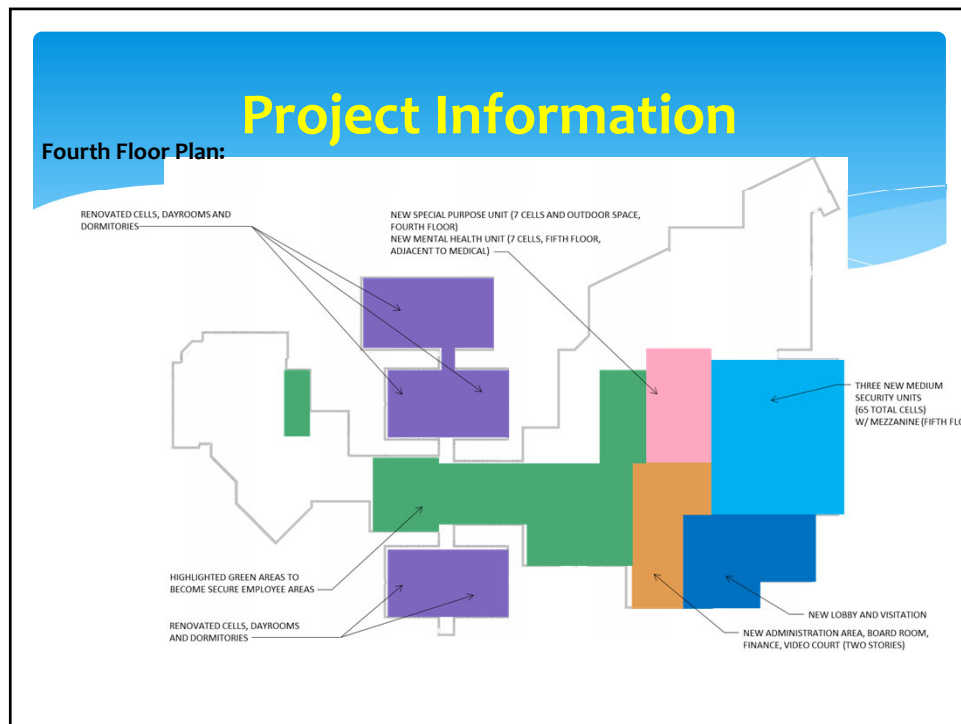 Project Information
Fourth Floor Plan:
RENOVATED CELLS, DAYROOMS AND
DORMITORIES
NEW SPECIAL PURPOSE UNIT (7 CELLS AND OUTDOOR SPACE,
FOURTH FLOOR)
NEW MENTAL HEALTH UNIT (7 CELLS, FIFTH FLOOR,
ADJACENT TO MEDICAL)
THREE NEW MEDIUM
SECURITY UNITS
(65 TOTAL CELLS)
W/ MEZZANINE (FIFTH FLO
HIGHLIGHTED GREEN AREAS TO
BECOME SECURE EMPLOYEE AREAS
NEW LOBBY AND VISITATION
RENOVATED CELLS, DAYROOMS
AND DORMITORIES
NEW ADMINISTRATION AREA, BOARD ROOM,
FINANCE, VIDEO COURT (TWO STORIES)